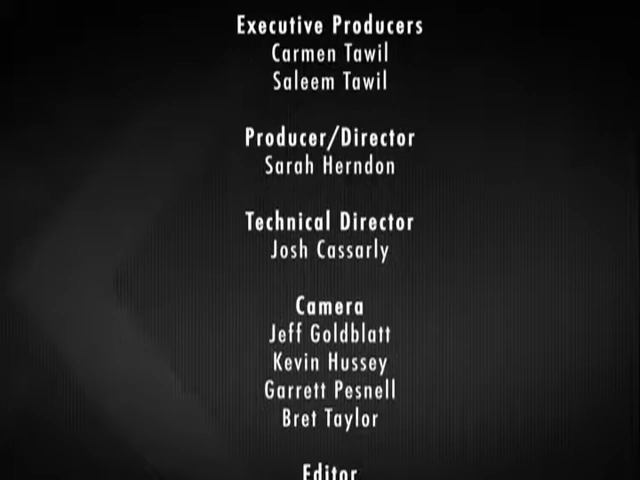 Executive Producers
Carmen Tawil
Saleem Tawil
Producer/Director
Sarah Herndon
Technical Director
Josh Cassarly
Camera
Jeff Goldblatt
Kevin Hussey
Garrett Pesnell
Bret Taylor
Editor